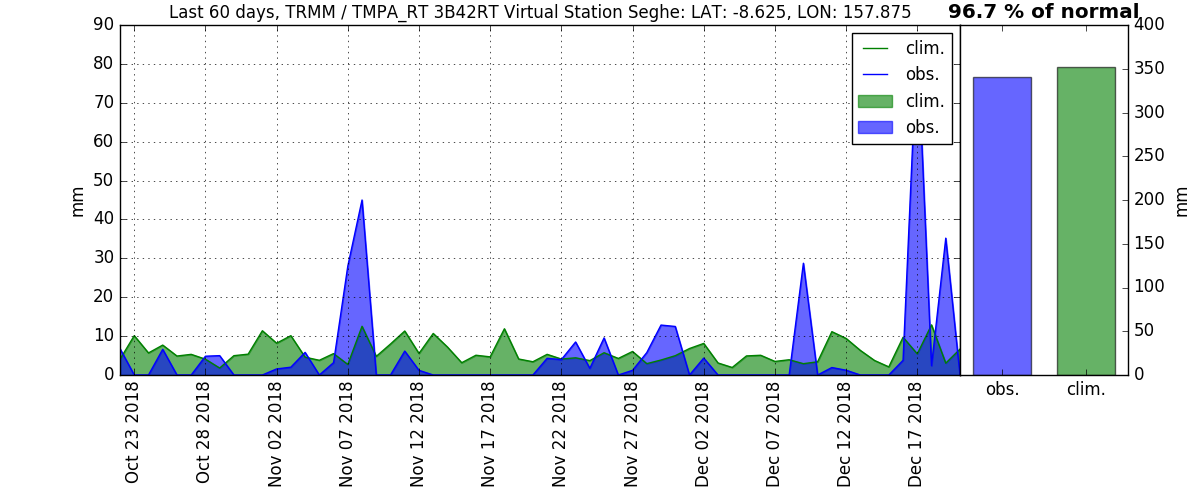 Last 60 days, TRMM / TMPA_RT 3B42RT Virtual Station Seghe: LAT: -8.625, LON: 157.875
96.7 % of normal
90
80
70
60
50
40
30
20
10
0
mm
clim.
obs.
clim.
obs.
400
350
300
250
200
150
100
50
0
mm
obs.
clim.
Oct 23 2018
Oct 28 2018
Nov 02 2018
Nov 07 2018
Nov 12 2018
Nov 17 2018
Nov 22 2018
Nov 27 2018
Dec 02 2018
Dec 07 2018
Dec 12 2018
Dec 17 2018